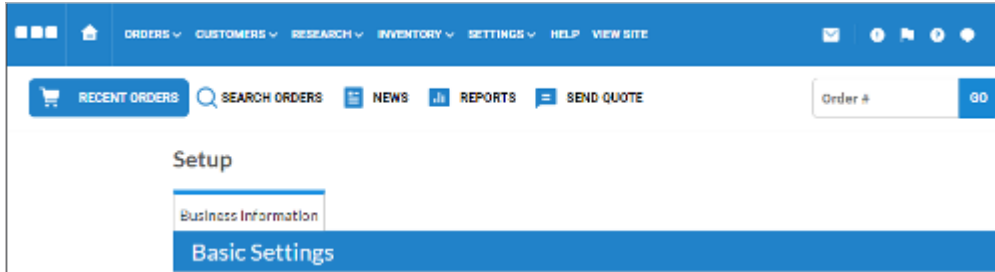 ORDERS CUSTOMERS RESEARCH INVENTORY SETTINGS HELP VIEW SITE
RECENT ORDERS SEARCH ORDERS NEWS REPORTS SEND QUOTE Order # GO
Setup
Business Information
Basic Settings